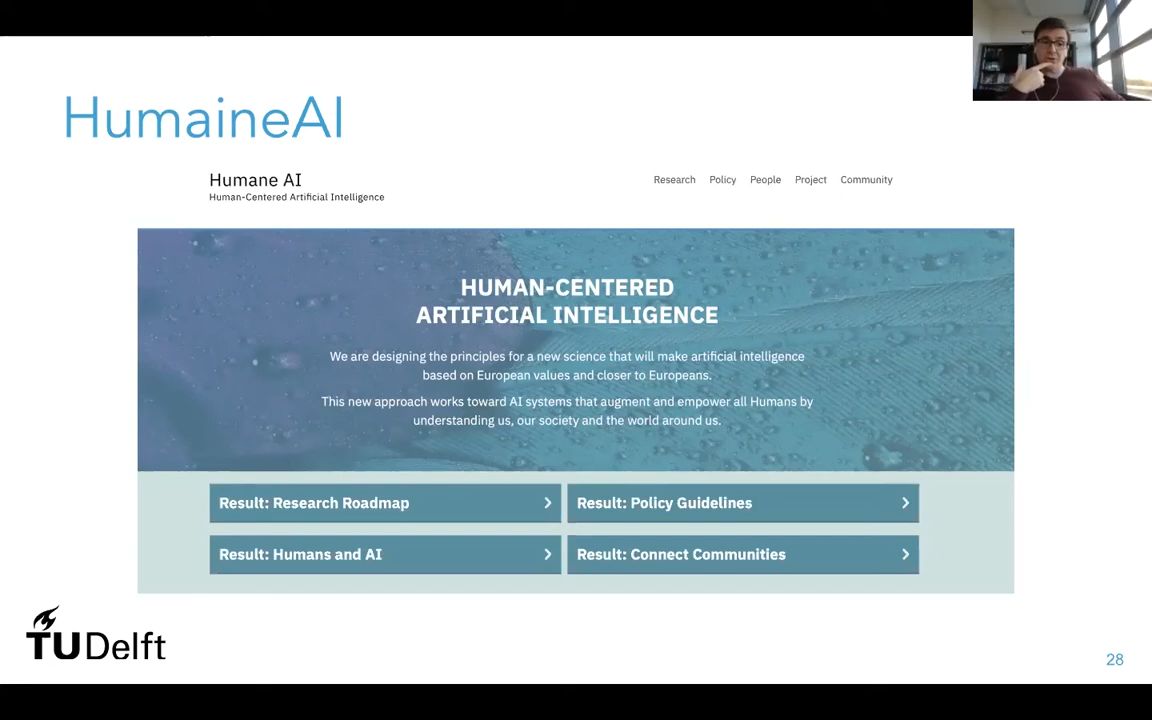 HumaineAI
Humane AI
Human-Centered Artificial Intelligence
Research Policy People Project Community
HUMAN-CENTERED
ARTIFICIAL INTELLIGENCE
We are designing the principles for a new science that will make artificial intelligence
based on European values and closer to Europeans.
This new approach works toward AI systems that augment and empower all Humans by
understanding us, our society and the world around us.
Result: Research Roadmap
Result: Policy Guidelines
Result: Humans and AI
Result: Connect Communities
TU Delft
28